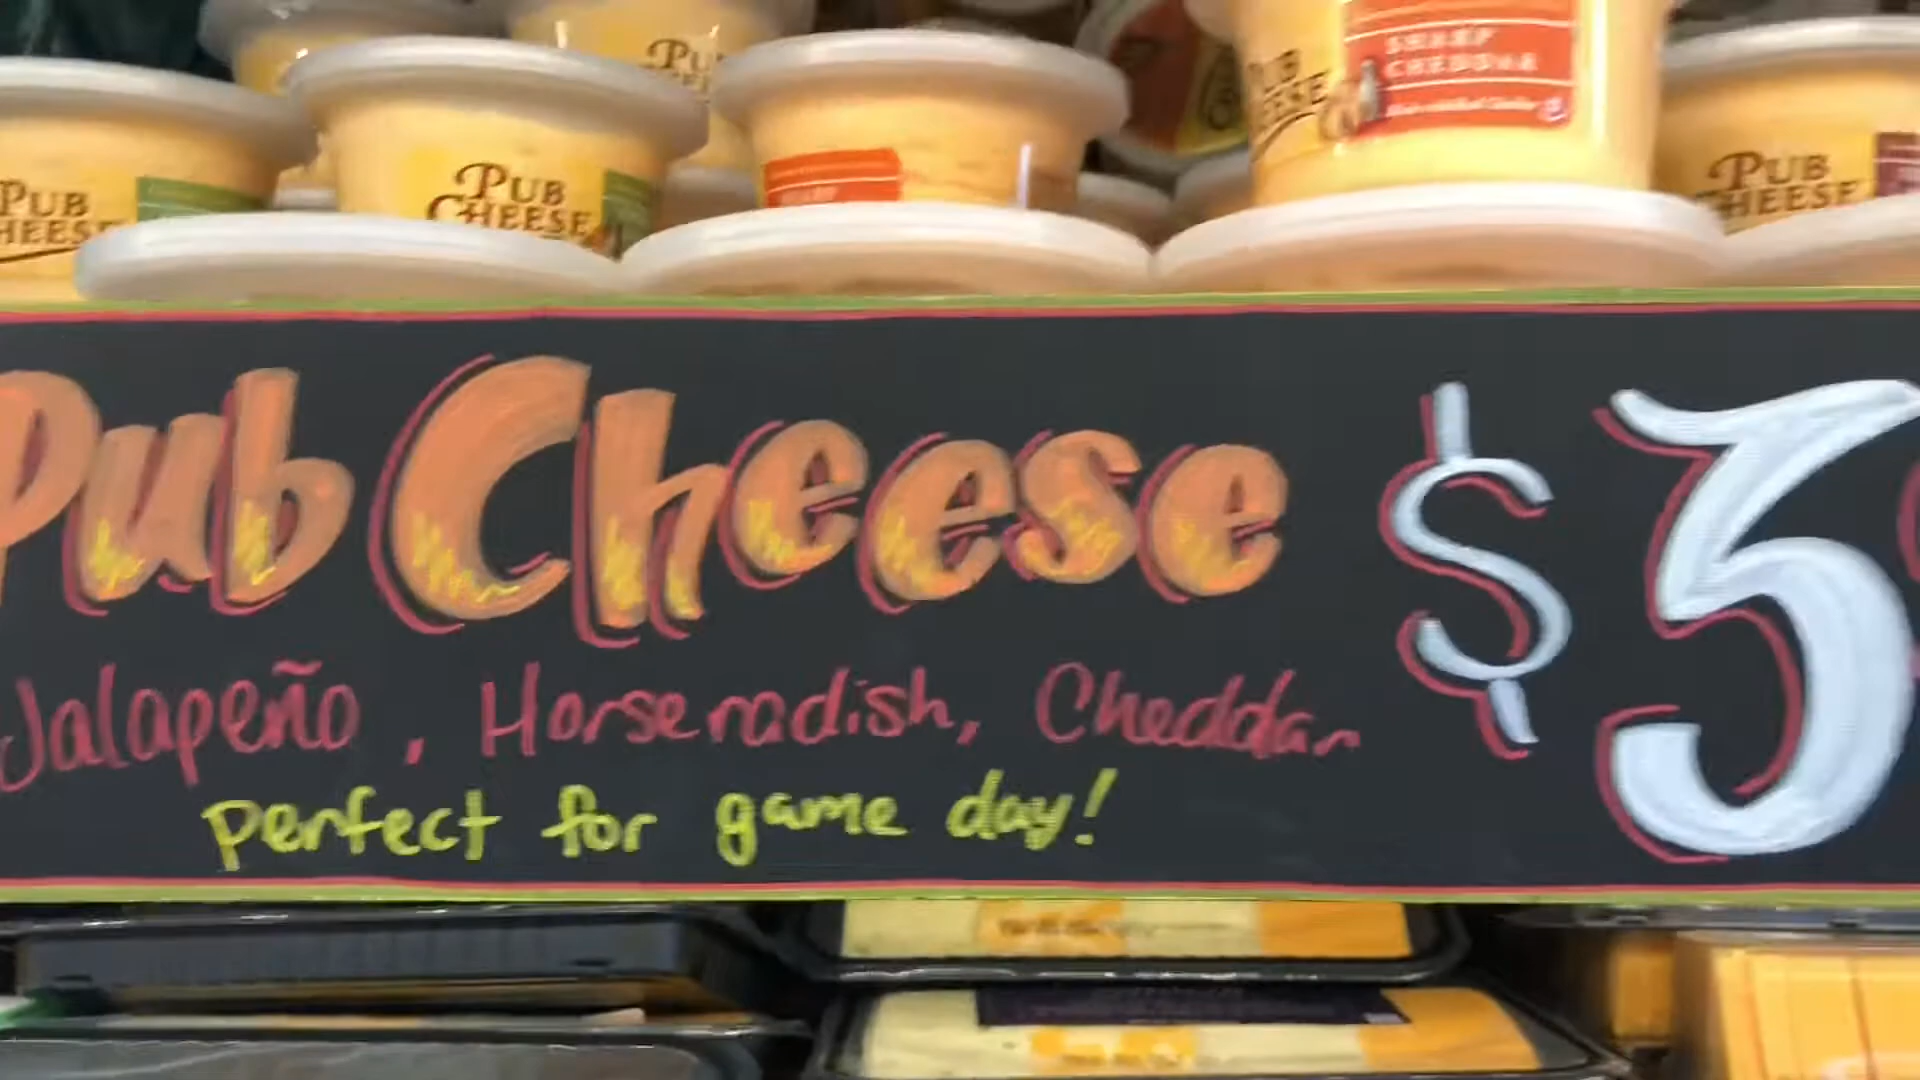 PUB
SHARP
CHEDDAR
PUB
CHEESE
PUB
CHEESE
PUB
CHEESE
PUB
CHEESE
SHARP
Pub Cheese $3
Jalapeño, Horseradish, Cheddar
perfect for game day!